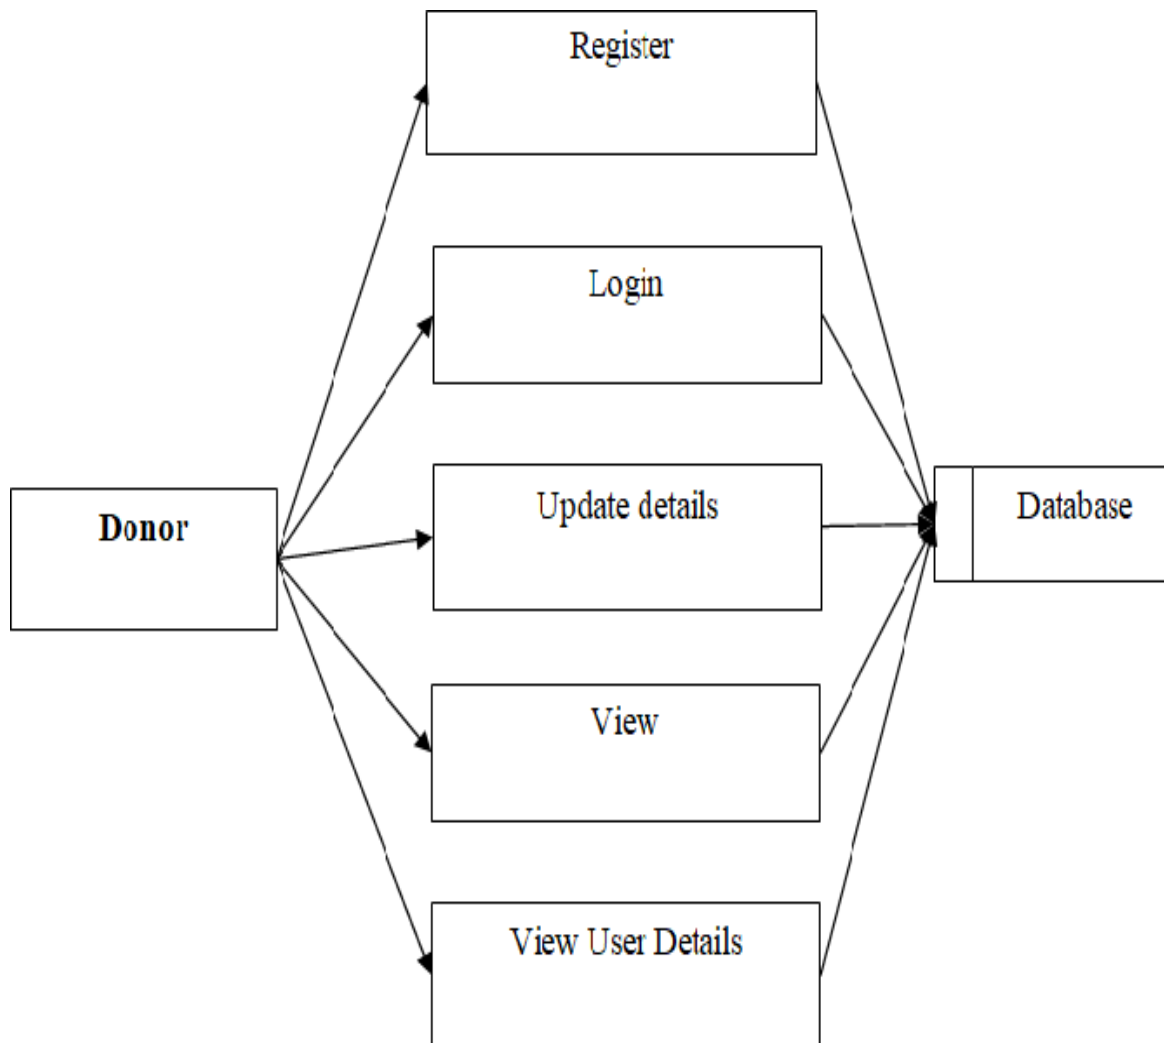 Register
Login
Donor
Update details
Database
View
View User Details